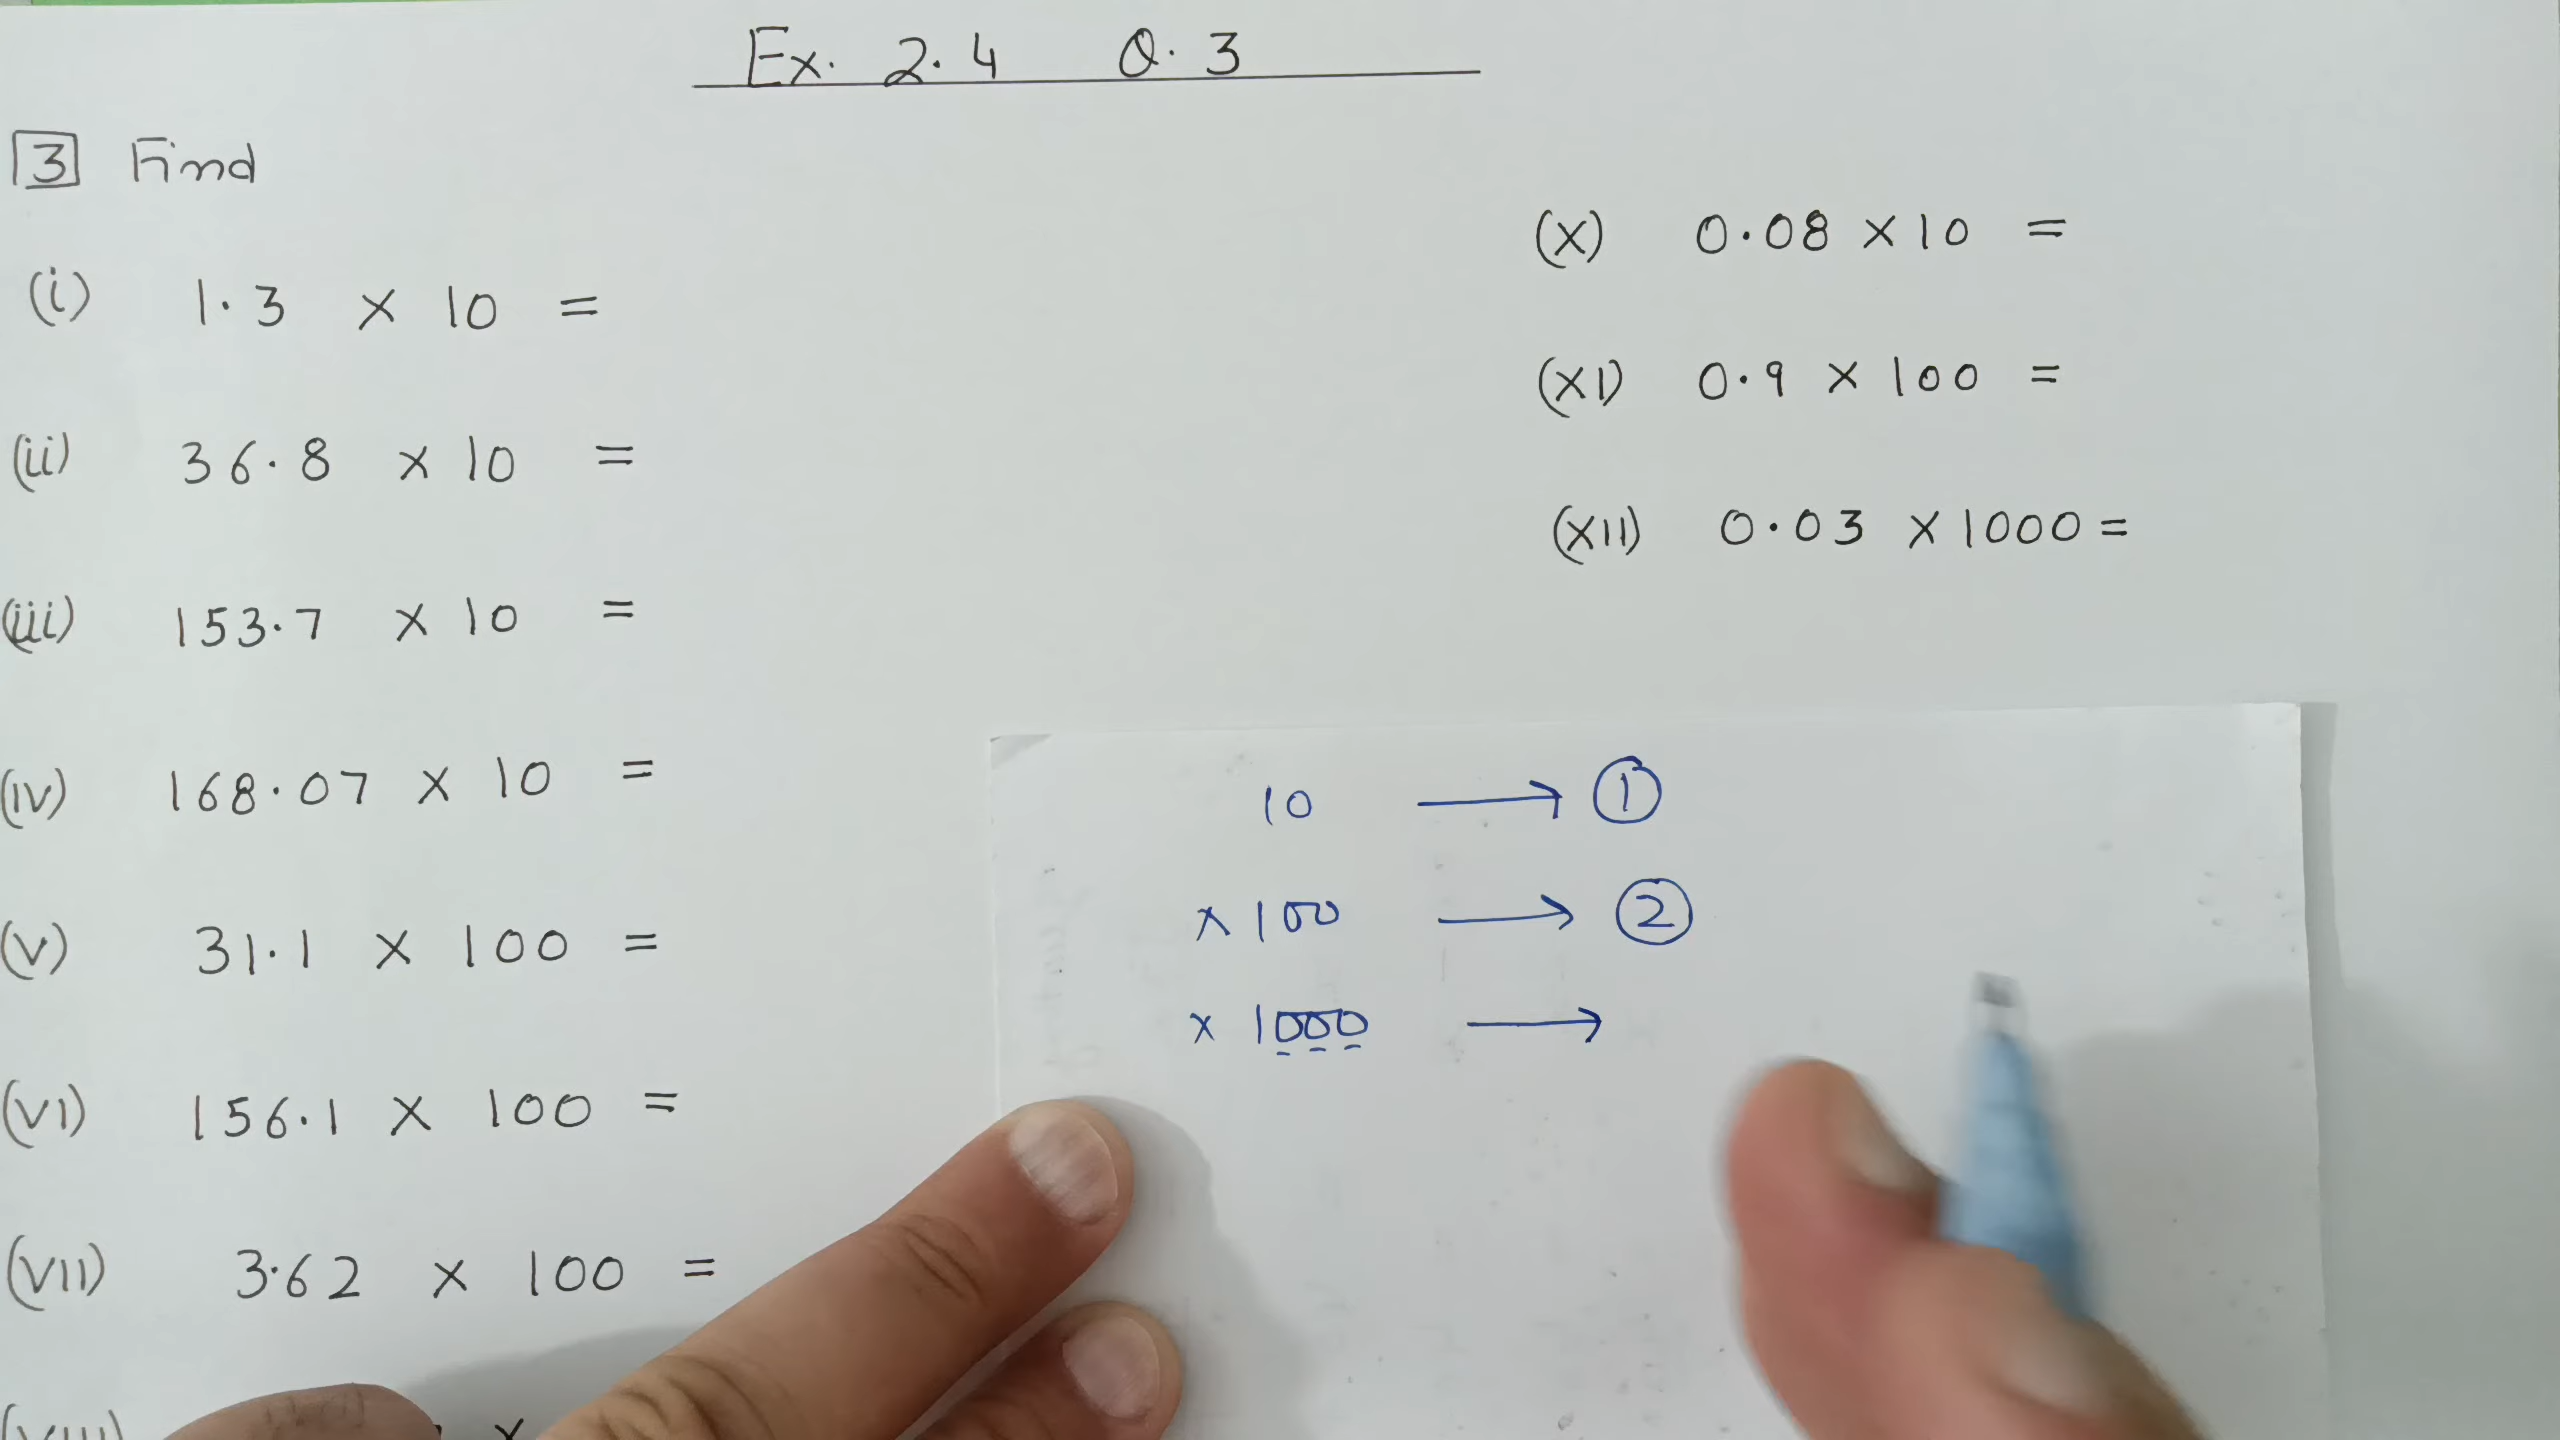 Ex. 2.4 Q.3
3 Find
(i) 1.3 × 10 =
(ii) 36.8 × 10 =
(iii) 153.7 × 10 =
(iv) 168.07 × 10 =
(v) 31.1 × 100 =
(VI) 156.1 × 100 =
(VII) 3.62 × 100 =
(VIII) ×
(X) 0.08 × 10 =
(XI) 0.9 × 100 =
(XII) 0.03 × 1000 =
10 → 1
× 100 → 2
× 1000 →